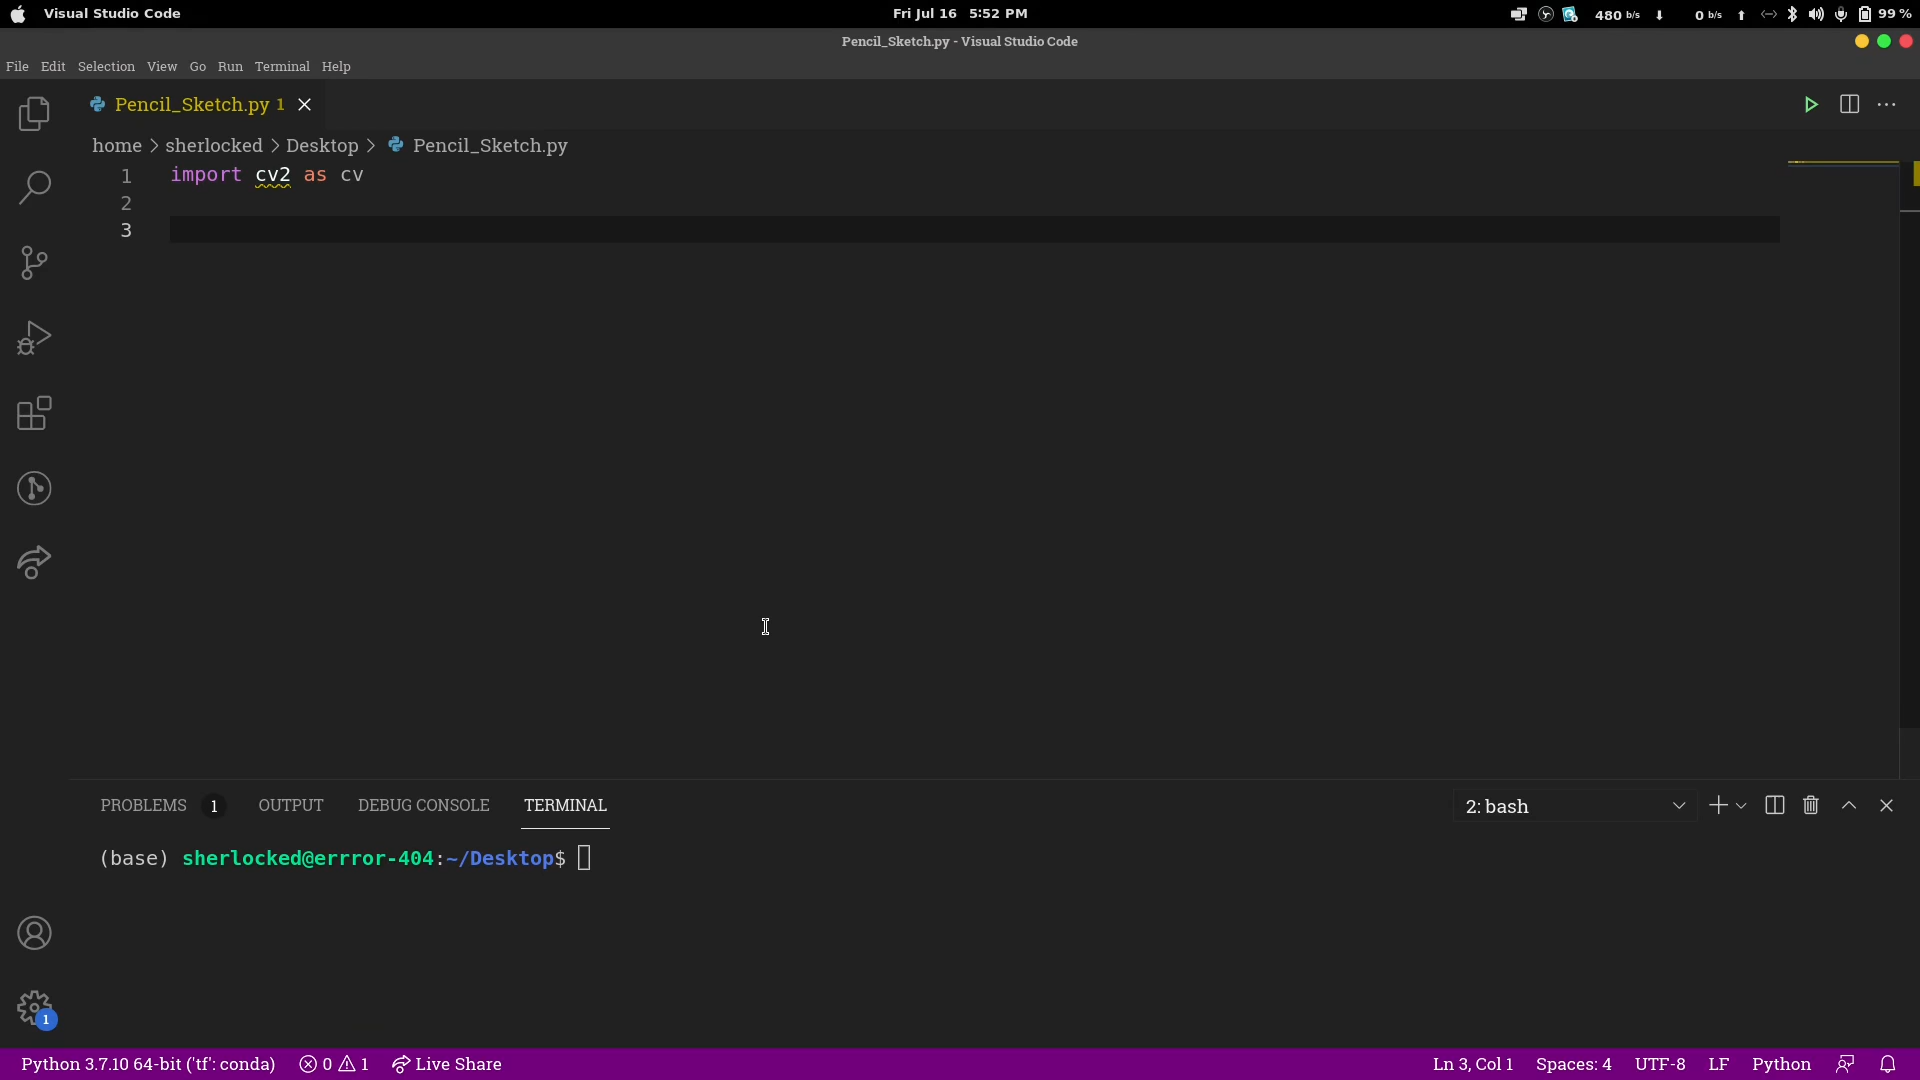 Visual Studio Code Fri Jul 16 5:52 PM 480 b/s 0 b/s 99 %
Pencil_Sketch.py - Visual Studio Code
File Edit Selection View Go Run Terminal Help
Pencil_Sketch.py 1
home > sherlocked > Desktop > Pencil_Sketch.py
1 import cv2 as cv
2
3
PROBLEMS 1 OUTPUT DEBUG CONSOLE TERMINAL 2: bash
(base) sherlocked@errror-404:~/Desktop$
1
Python 3.7.10 64-bit ('tf': conda) 0 1 Live Share Ln 3, Col 1 Spaces: 4 UTF-8 LF Python